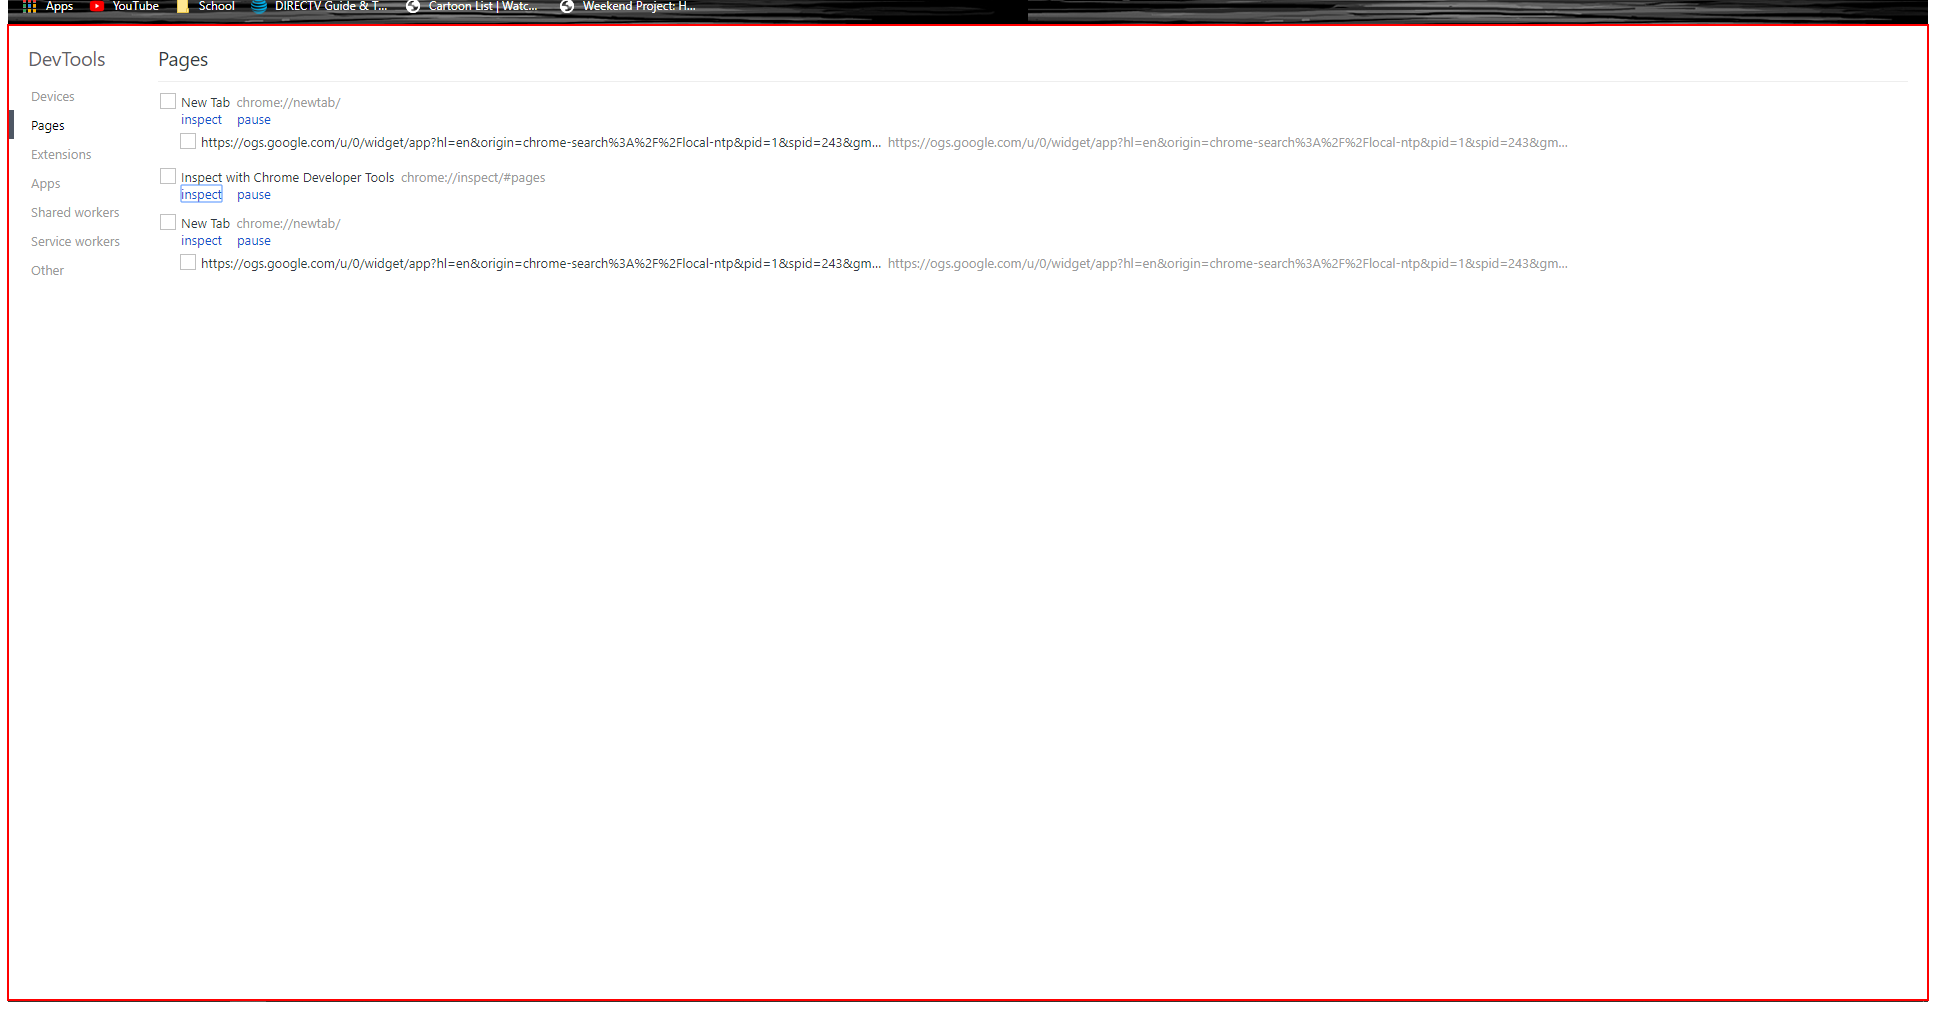 Apps YouTube School DIRECTV Guide & T... Cartoon List | Watc... Weekend Project: H...
DevTools
Devices
Pages
Extensions
Apps
Shared workers
Service workers
Other
Pages
New Tab chrome://newtab/
inspect pause
https://ogs.google.com/u/0/widget/app?hl=en&origin=chrome-search%3A%2F%2Flocal-ntp&pid=1&spid=243&gm... https://ogs.google.com/u/0/widget/app?hl=en&origin=chrome-search%3A%2F%2Flocal-ntp&pid=1&spid=243&gm...
Inspect with Chrome Developer Tools chrome://inspect/#pages
inspect pause
New Tab chrome://newtab/
inspect pause
https://ogs.google.com/u/0/widget/app?hl=en&origin=chrome-search%3A%2F%2Flocal-ntp&pid=1&spid=243&gm... https://ogs.google.com/u/0/widget/app?hl=en&origin=chrome-search%3A%2F%2Flocal-ntp&pid=1&spid=243&gm...